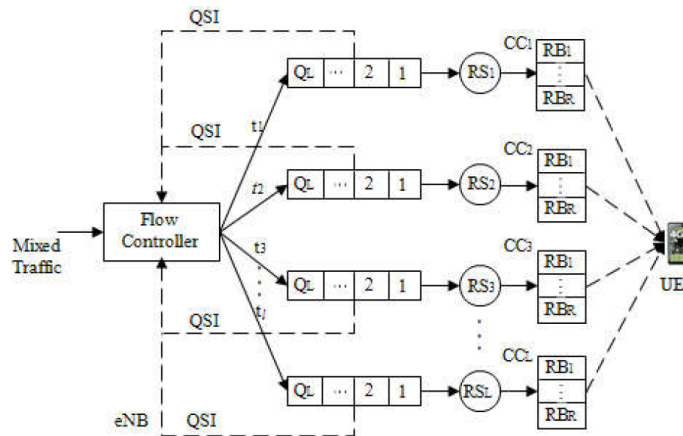 QSI
CC1
QL ... 2 1
RS1
RB1
RBR
t1
QSI
CC2
t2
QL ... 2 1
RS2
RB1
RBR
Mixed
Traffic
Flow
Controller
t3
CC3
QL ... 2 1
RS3
RB1
RBR
UE
tl
QSI
CCL
QL ... 2 1
RSL
RB1
RBR
eNB
QSI